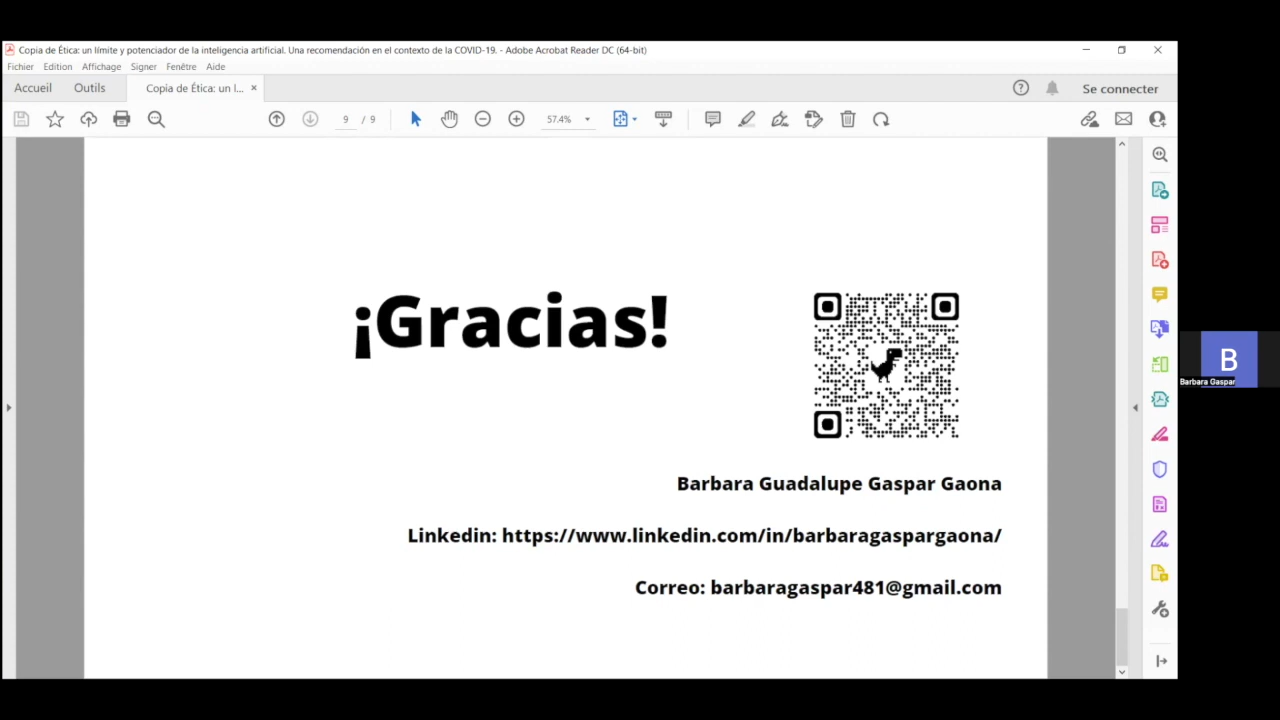 Copia de Ética: un límite y potenciador de la inteligencia artificial. Una recomendación en el contexto de la COVID-19. - Adobe Acrobat Reader DC (64-bit)
Fichier Edition Affichage Signer Fenêtre Aide
Accueil Outils Copia de Ética: un l... × Se connecter
9 / 9 57.4%
¡Gracias!
B
Barbara Gaspar
Barbara Guadalupe Gaspar Gaona
Linkedin: https://www.linkedin.com/in/barbaragaspargaona/
Correo: barbaragaspar481@gmail.com